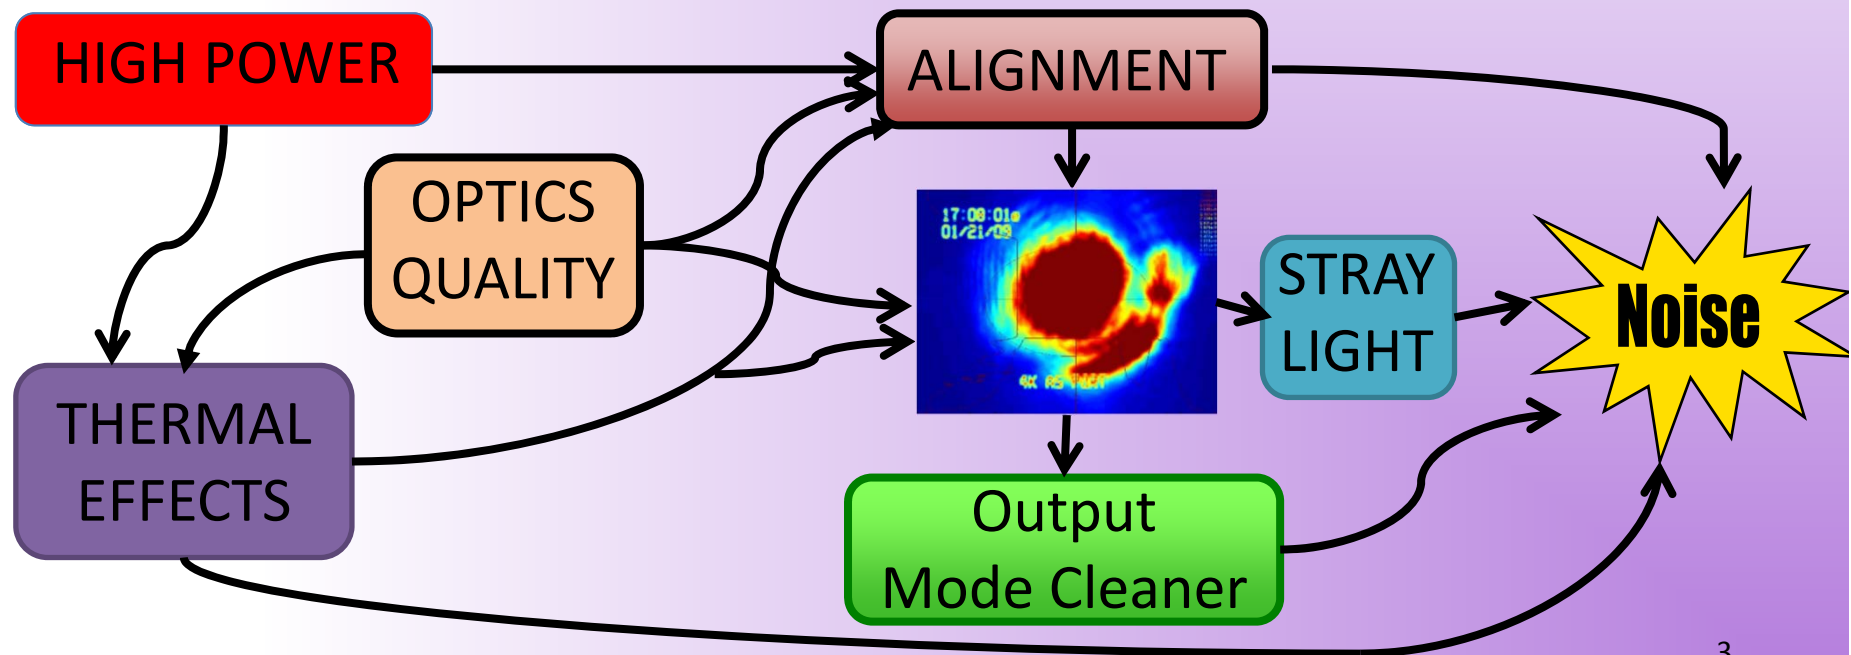 HIGH POWER
ALIGNMENT
OPTICS
QUALITY
17:08:01
01/21/09
STRAY
LIGHT
Noise
THERMAL
EFFECTS
Output
Mode Cleaner
3